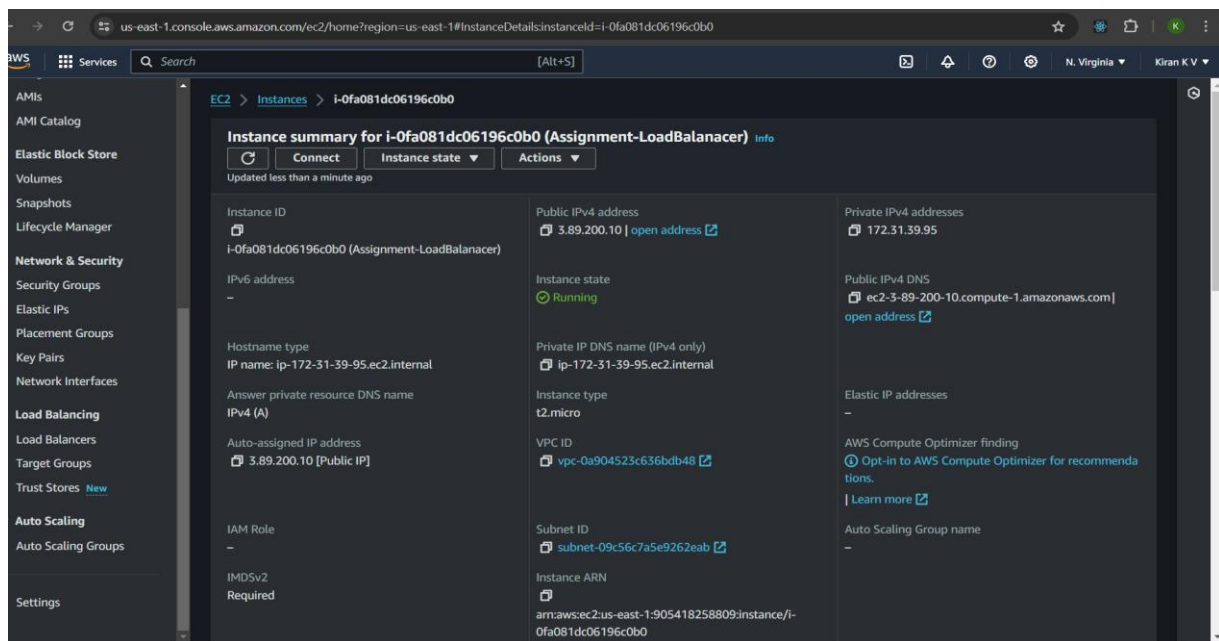 us-east-1.console.aws.amazon.com/ec2/home?region=us-east-1#InstanceDetails:instanceId=i-0fa081dc06196c0b0
K
aws
Services
Search
[Alt+S]
N. Virginia
Kiran K V
AMIs
AMI Catalog
Elastic Block Store
Volumes
Snapshots
Lifecycle Manager
Network & Security
Security Groups
Elastic IPs
Placement Groups
Key Pairs
Network Interfaces
Load Balancing
Load Balancers
Target Groups
Trust Stores New
Auto Scaling
Auto Scaling Groups
Settings
EC2 > Instances > i-0fa081dc06196c0b0
Instance summary for i-0fa081dc06196c0b0 (Assignment-LoadBalanacer) Info
Connect
Instance state
Actions
Updated less than a minute ago
Instance ID
i-0fa081dc06196c0b0 (Assignment-LoadBalanacer)
Public IPv4 address
3.89.200.10 | open address
Private IPv4 addresses
172.31.39.95
IPv6 address
–
Instance state
Running
Public IPv4 DNS
ec2-3-89-200-10.compute-1.amazonaws.com |
open address
Hostname type
IP name: ip-172-31-39-95.ec2.internal
Private IP DNS name (IPv4 only)
ip-172-31-39-95.ec2.internal
Answer private resource DNS name
IPv4 (A)
Instance type
t2.micro
Elastic IP addresses
–
Auto-assigned IP address
3.89.200.10 [Public IP]
VPC ID
vpc-0a904523c636bdb48
AWS Compute Optimizer finding
Opt-in to AWS Compute Optimizer for recommenda
tions.
| Learn more
IAM Role
–
Subnet ID
subnet-09c56c7a5e9262eab
Auto Scaling Group name
–
IMDSv2
Required
Instance ARN
arn:aws:ec2:us-east-1:905418258809:instance/i-
0fa081dc06196c0b0